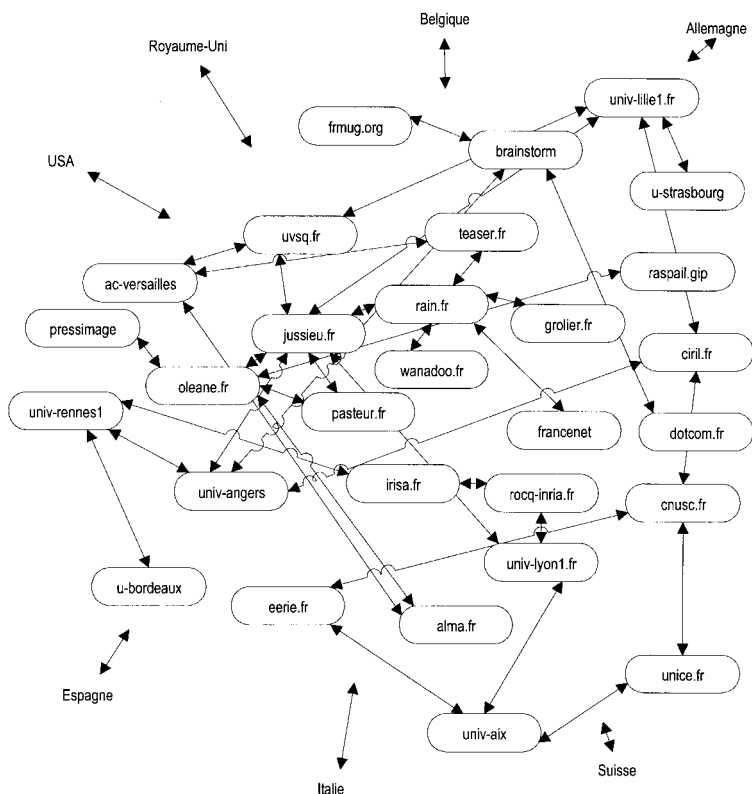 Belgique
Allemagne
Royaume-Uni
univ-lille1.fr
frmug.org
brainstorm
USA
u-strasbourg
uvsq.fr
teaser.fr
ac-versailles
raspail.gip
rain.fr
pressimage
jussieu.fr
grolier.fr
ciril.fr
wanadoo.fr
oleane.fr
univ-rennes1
pasteur.fr
francenet
dotcom.fr
univ-angers
irisa.fr
rocq-inria.fr
cnusc.fr
univ-lyon1.fr
u-bordeaux
eerie.fr
alma.fr
unice.fr
Espagne
univ-aix
Suisse
Italie